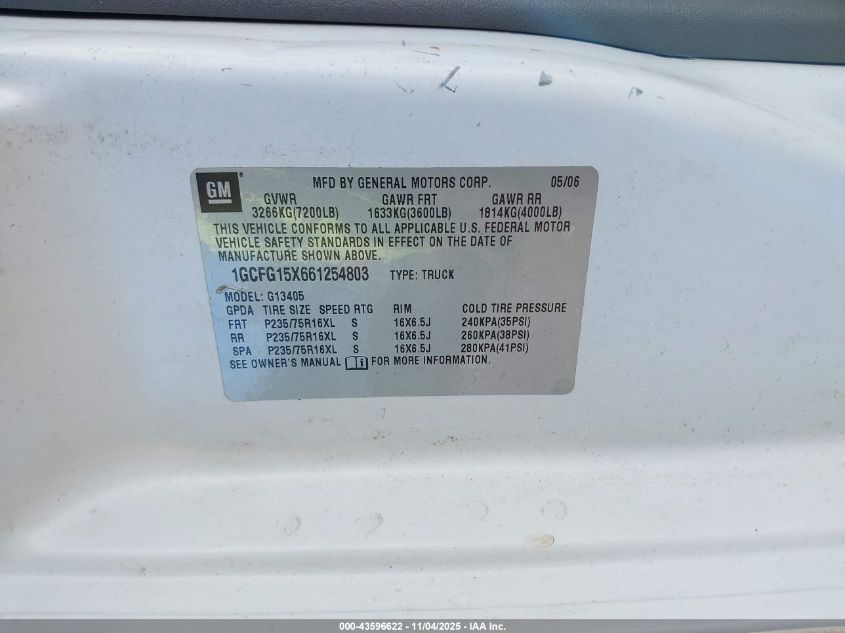 GM
MFD BY GENERAL MOTORS CORP. 05/06
GVWR GAWR FRT GAWR RR
3266KG(7200LB) 1633KG(3600LB) 1814KG(4000LB)
THIS VEHICLE CONFORMS TO ALL APPLICABLE U.S. FEDERAL MOTOR
VEHICLE SAFETY STANDARDS IN EFFECT ON THE DATE OF
MANUFACTURE SHOWN ABOVE.
1GCFG15X661254803 TYPE: TRUCK
MODEL: G13405
GPDA TIRE SIZE SPEED RTG RIM COLD TIRE PRESSURE
FRT P235/75R16XL S 16X6.5J 240KPA(35PSI)
RR P235/75R16XL S 16X6.5J 260KPA(38PSI)
SPA P235/75R16XL S 16X6.5J 280KPA(41PSI)
SEE OWNER'S MANUAL i FOR MORE INFORMATION.
000-43596622 - 11/04/2025 - IAA Inc.